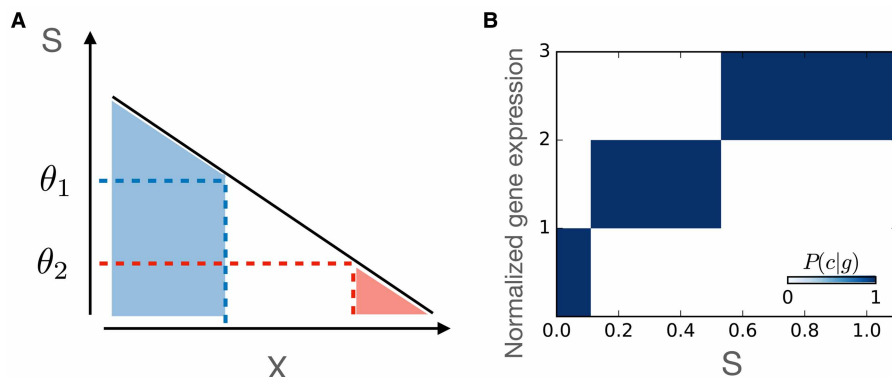 A
S
θ1
θ2
X
B
Normalized gene expression
3
2
1
P(c|g)
0 1
0.0 0.2 0.4 0.6 0.8 1.0
S